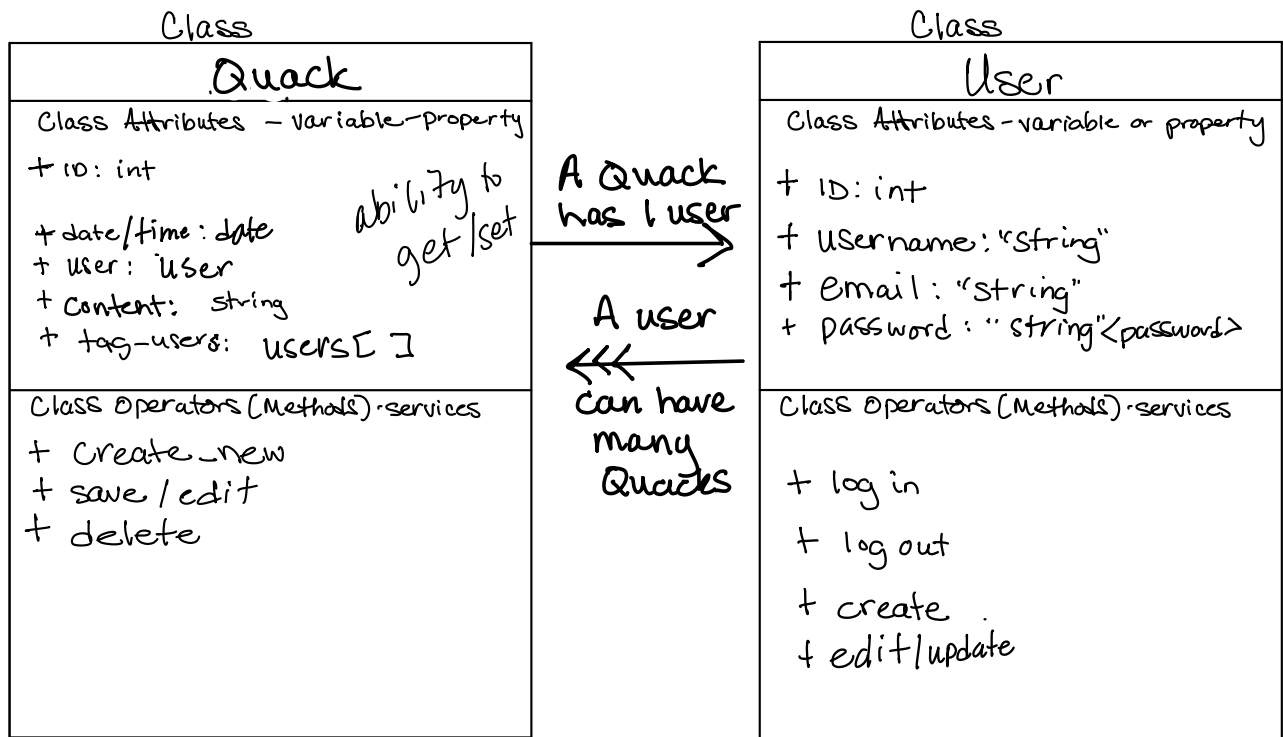 Class
Quack
Class Attributes - variable-property
+ ID: int
+ date/time: date
+ user: user
+ content: string
+ tag-users: users[ ]
ability to
get/set
Class Operators (Methods)·services
+ create_new
+ save/edit
+ delete
A Quack
has 1 user
A user
can have
many
Quacks
Class
User
Class Attributes - variable or property
+ ID: int
+ username: "string"
+ email: "string"
+ password: "string"<password>
Class Operators (Methods)·services
+ log in
+ log out
+ create
+ edit/update